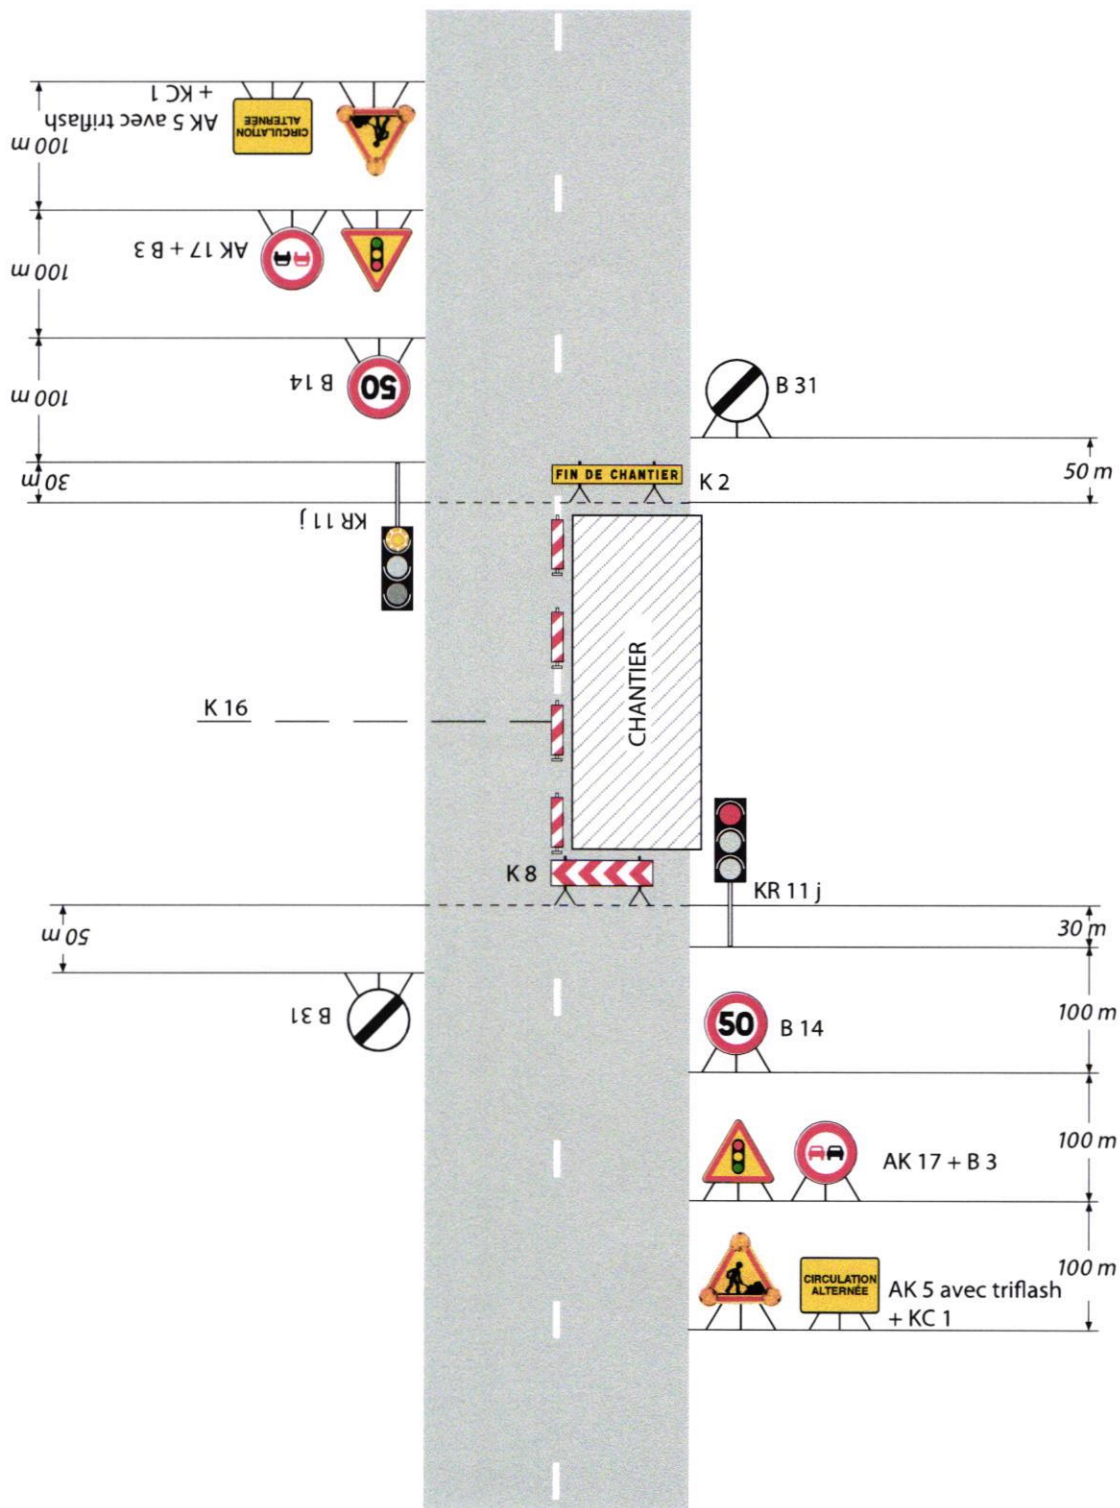 AK 5 avec triflash
+ KC 1
CIRCULATION
ALTERNÉE
100 m
AK 17 + B 3
100 m
B 14
50
100 m
B 31
30 m
KR 11 j
FIN DE CHANTIER
K 2
50 m
CHANTIER
K 16
K 8
KR 11 j
50 m
30 m
B 31
50
B 14
100 m
AK 17 + B 3
100 m
CIRCULATION
ALTERNÉE
AK 5 avec triflash
+ KC 1
100 m